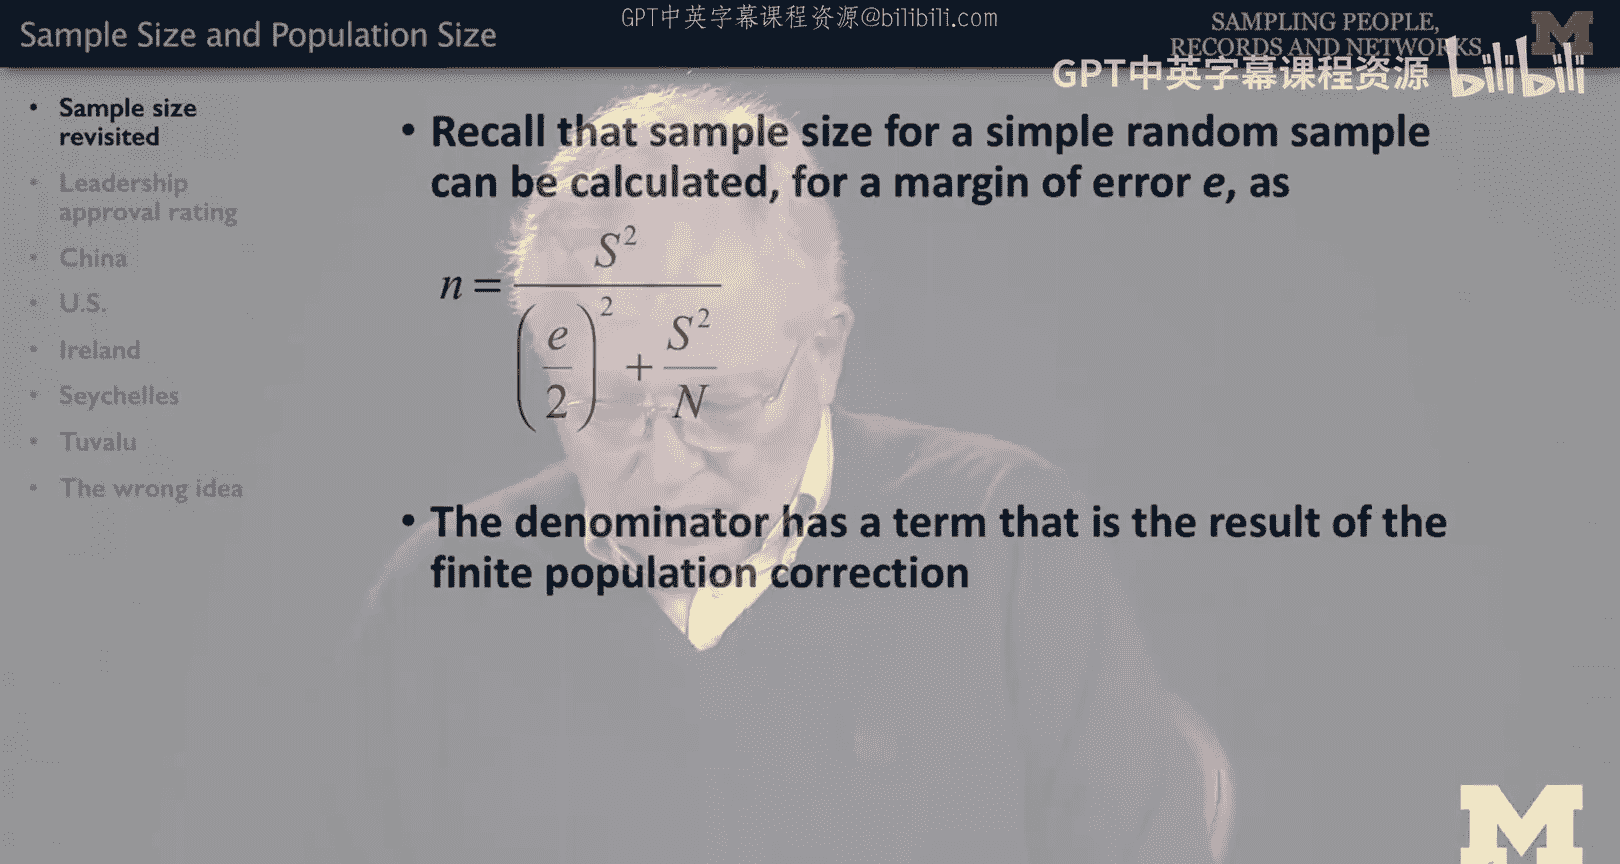 GPT中英字幕课程资源@bilibili.com
Sample Size and Population Size
SAMPLING PEOPLE,
RECORDS AND NETWORKS
M
GPT中英字幕课程资源 bilibili
• Sample size
revisited
• Leadership
approval rating
• China
• U.S.
• Ireland
• Seychelles
• Tuvalu
• The wrong idea
• Recall that sample size for a simple random sample
can be calculated, for a margin of error e, as
n = S² / ((e/2)² + S²/N)
• The denominator has a term that is the result of the
finite population correction
M